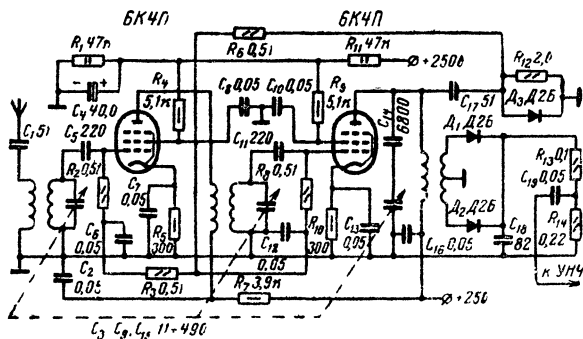 6К4П
6К4П
R₁ 47к
R₆ 0,51
R₁₁ 47к
+250В
R₁₂ 2,0
C₄ 40,0
R₄
5,1к
C₈ 0,05
C₁₀ 0,05
R₉
5,1к
C₁₄
6800
C₁₇ 51
Д₃ Д2Б
C₁ 51
C₅ 220
C₁₁ 220
Д₁ Д2Б
R₂ 0,51
C₇
0,05
R₈ 0,51
R₁₃ 0,1
C₁₉
0,05
C₆
0,05
R₅
300
C₁₂
0,05
R₁₀
300
C₁₃
0,05
Д₂ Д2Б
C₁₆ 0,05
C₁₈
82
R₁₄
0,22
C₂
0,05
R₃ 0,51
R₇ 3,9к
к УНЧ
+250
C₃, C₉, C₁₅ 11÷490